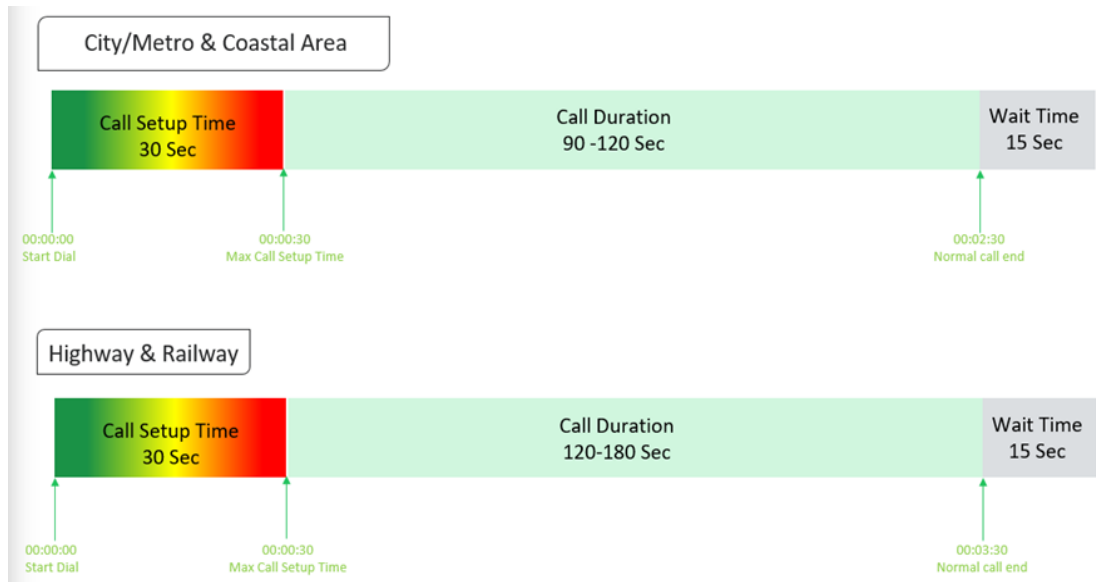 City/Metro & Coastal Area
Call Setup Time
30 Sec
Call Duration
90 -120 Sec
Wait Time
15 Sec
00:00:00
Start Dial
00:00:30
Max Call Setup Time
00:02:30
Normal call end
Highway & Railway
Call Setup Time
30 Sec
Call Duration
120-180 Sec
Wait Time
15 Sec
00:00:00
Start Dial
00:00:30
Max Call Setup Time
00:03:30
Normal call end